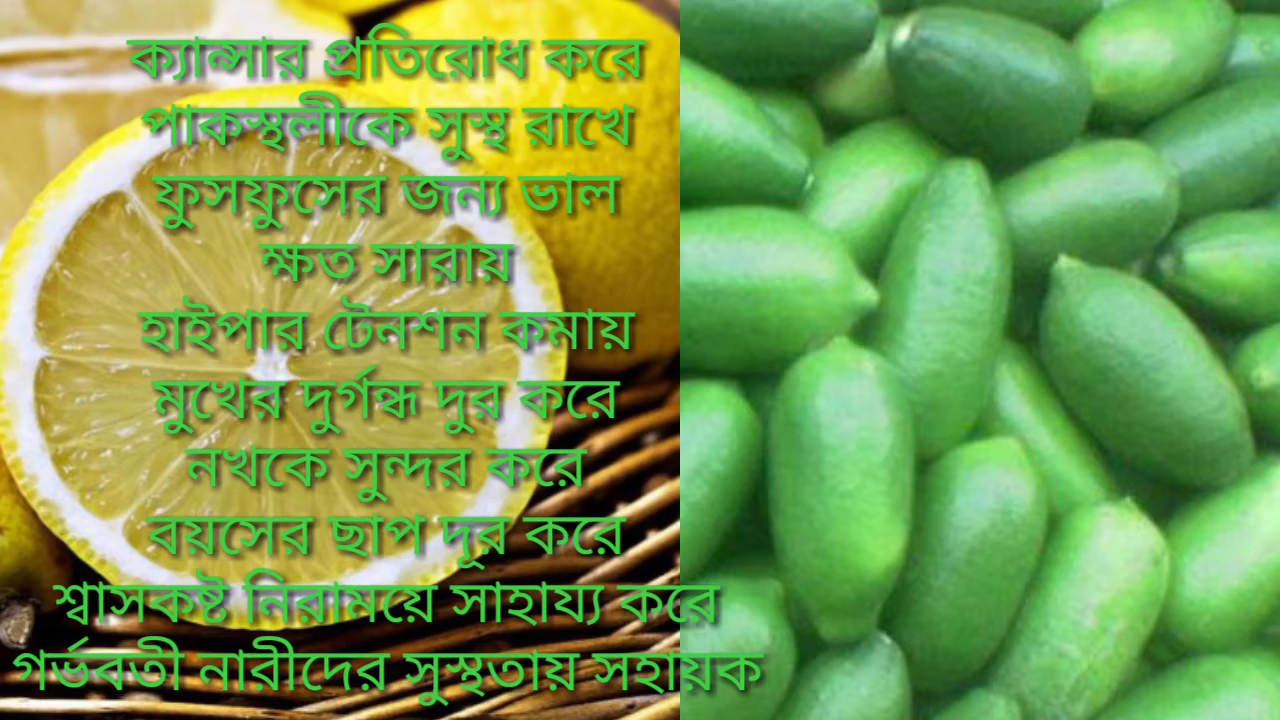 ক্যান্সার প্রতিরোধ করে
পাকস্থলীকে সুস্থ রাখে
ফুসফুসের জন্য ভাল
ক্ষত সারায়
হাইপার টেনশন কমায়
মুখের দুর্গন্ধ দুর করে
নখকে সুন্দর করে
বয়সের ছাপ দূর করে
শ্বাসকষ্ট নিরাময়ে সাহায্য করে
গর্ভবতী নারীদের সুস্থতায় সহায়ক